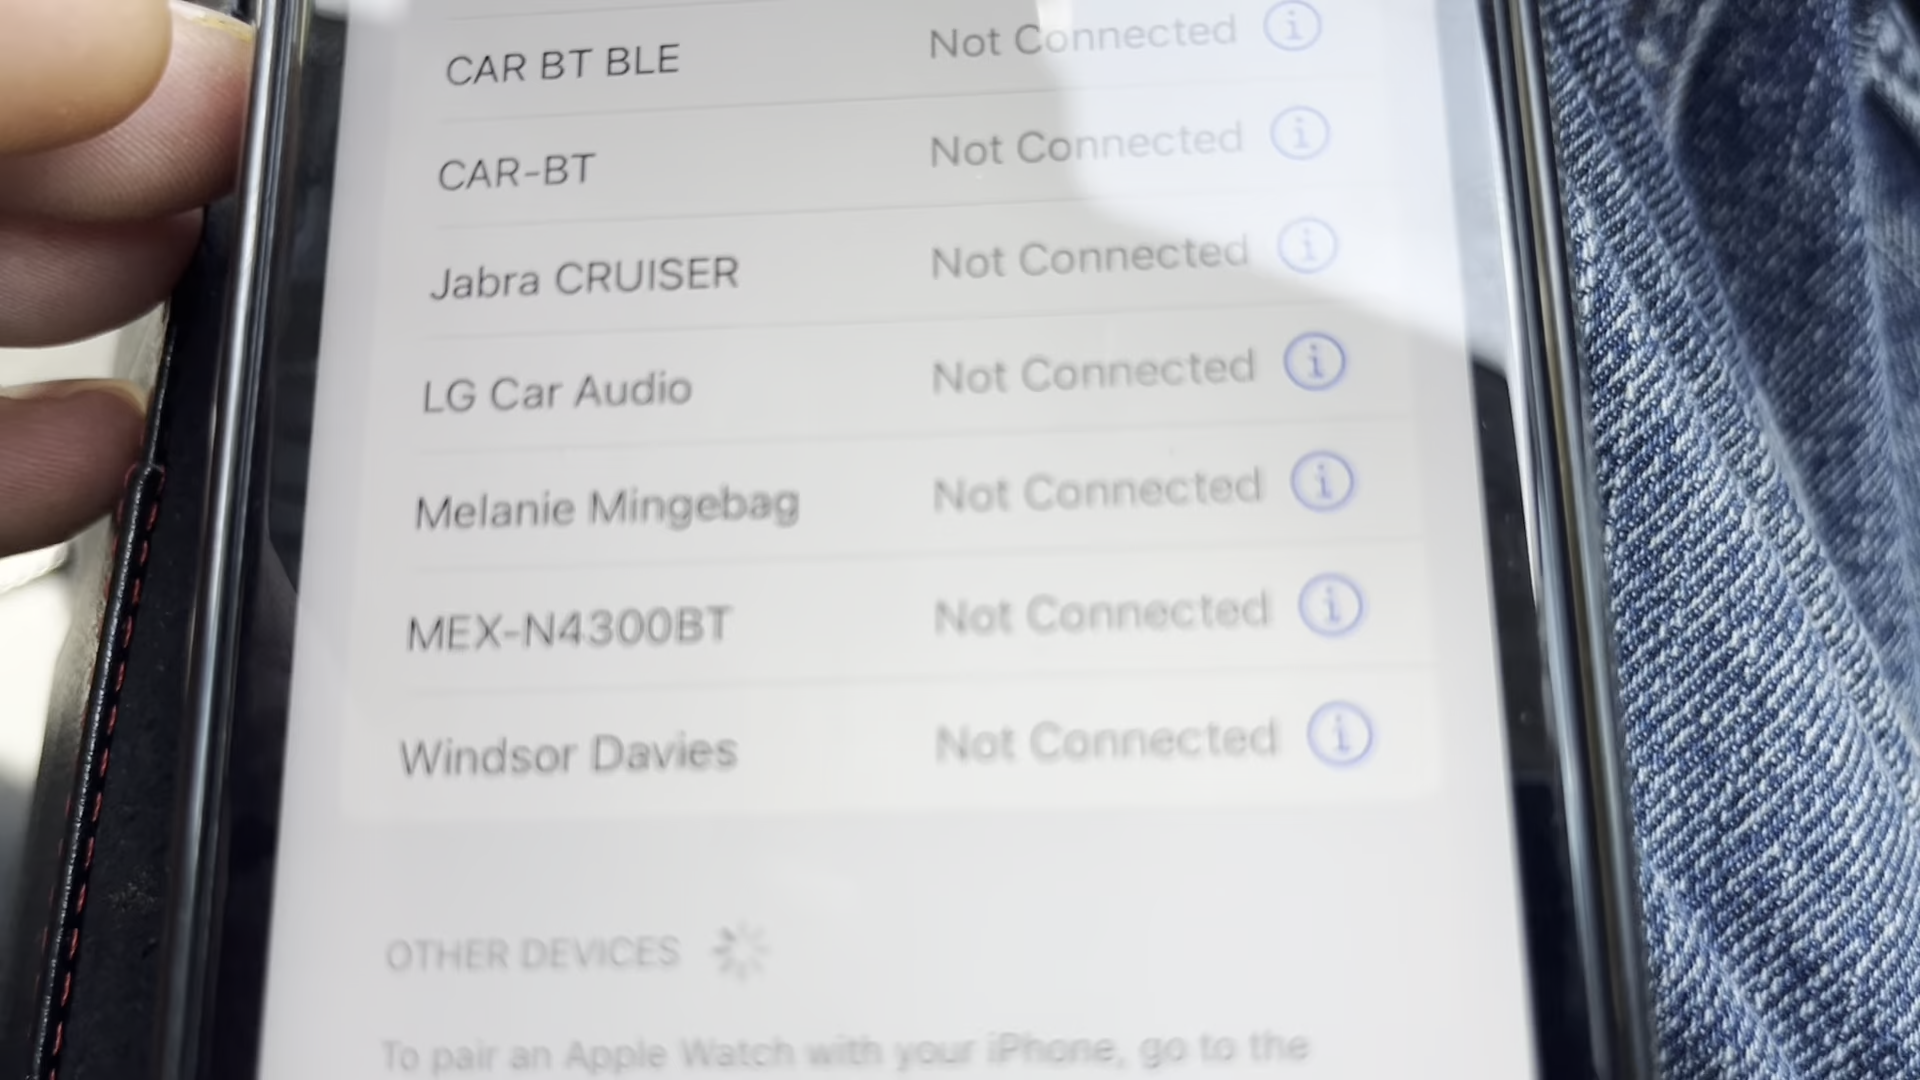 CAR BT BLE Not Connected
CAR-BT Not Connected
Jabra CRUISER Not Connected
LG Car Audio Not Connected
Melanie Mingebag Not Connected
MEX-N4300BT Not Connected
Windsor Davies Not Connected
OTHER DEVICES
To pair an Apple Watch with your iPhone, go to the